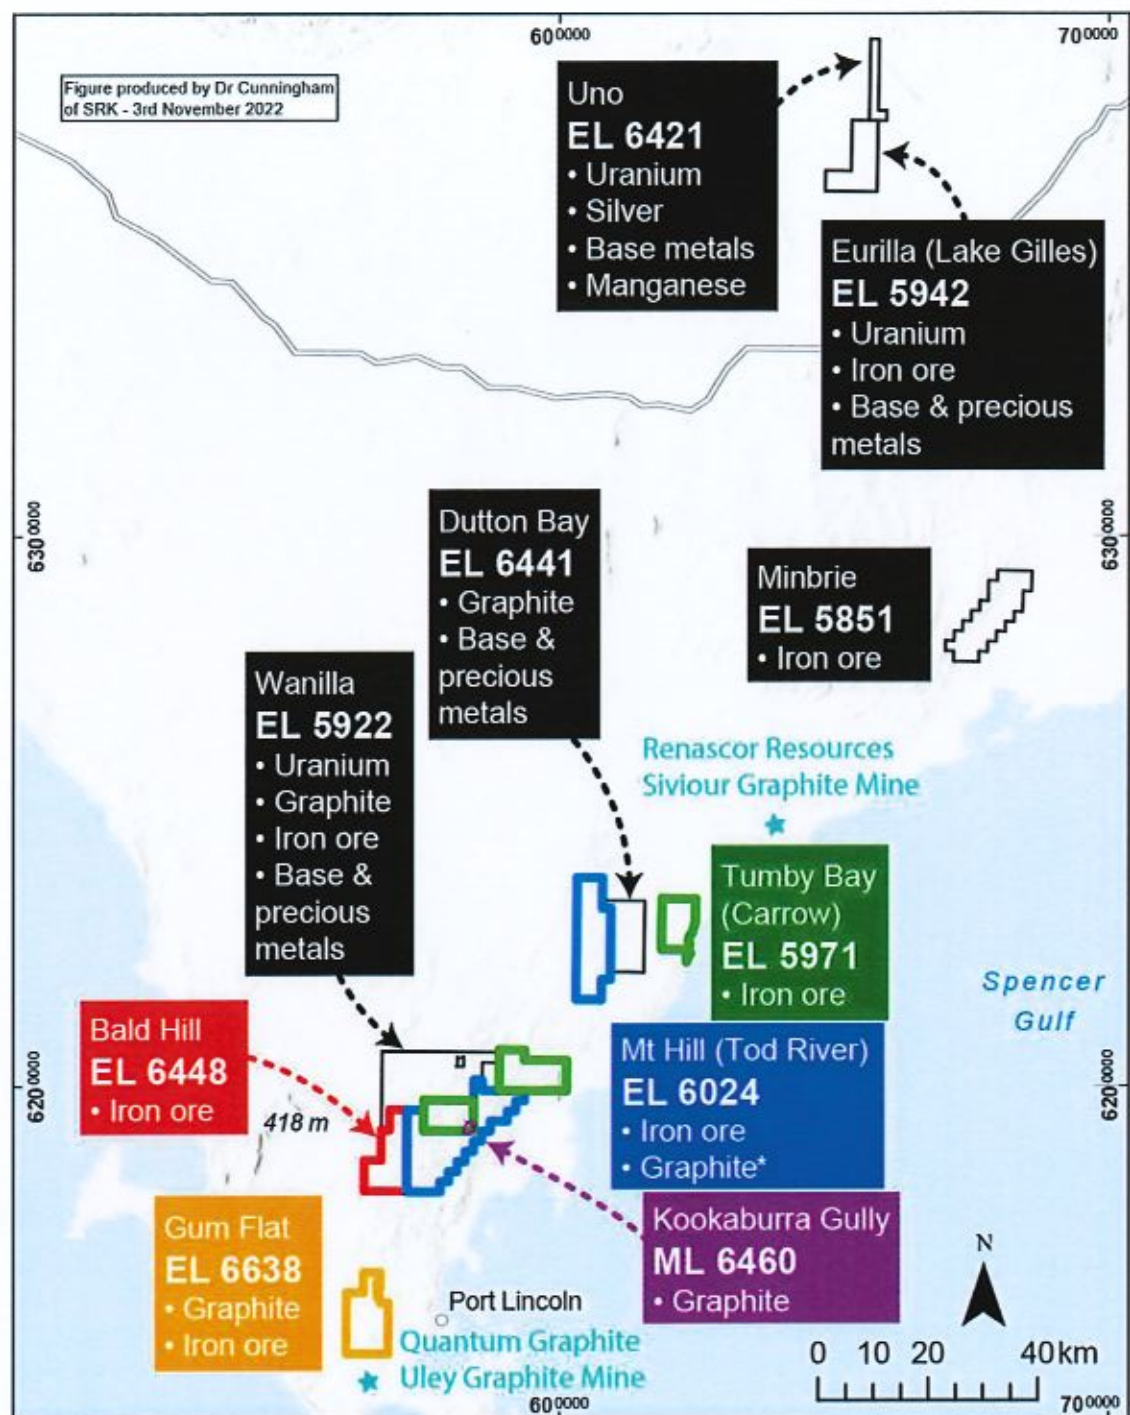 600000
700000
Figure produced by Dr Cunningham
of SRK - 3rd November 2022
Uno
EL 6421
• Uranium
• Silver
• Base metals
• Manganese
Eurilla (Lake Gilles)
EL 5942
• Uranium
• Iron ore
• Base & precious
metals
6300000
6300000
Dutton Bay
EL 6441
• Graphite
• Base &
precious
metals
Minbrie
EL 5851
• Iron ore
Wanilla
EL 5922
• Uranium
• Graphite
• Iron ore
• Base &
precious
metals
Renascor Resources
Siviour Graphite Mine
Tumby Bay
(Carrow)
EL 5971
• Iron ore
Spencer
Gulf
Bald Hill
EL 6448
• Iron ore
Mt Hill (Tod River)
EL 6024
• Iron ore
• Graphite*
6200000
6200000
418 m
Gum Flat
EL 6638
• Graphite
• Iron ore
Kookaburra Gully
ML 6460
• Graphite
N
Port Lincoln
Quantum Graphite
Uley Graphite Mine
0 10 20 40km
600000
700000